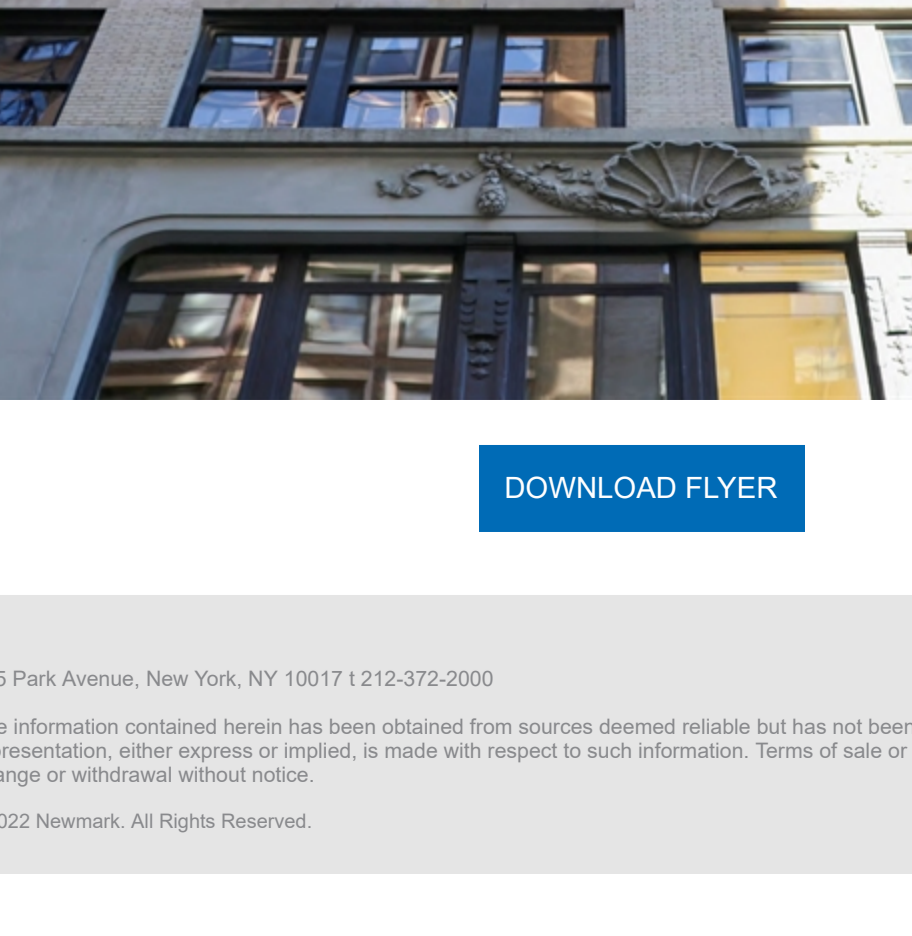 DOWNLOAD FLYER
5 Park Avenue, New York, NY 10017 t 212-372-2000
information contained herein has been obtained from sources deemed reliable but has not been
presentation, either express or implied, is made with respect to such information. Terms of sale or
ange or withdrawal without notice.
022 Newmark. All Rights Reserved.